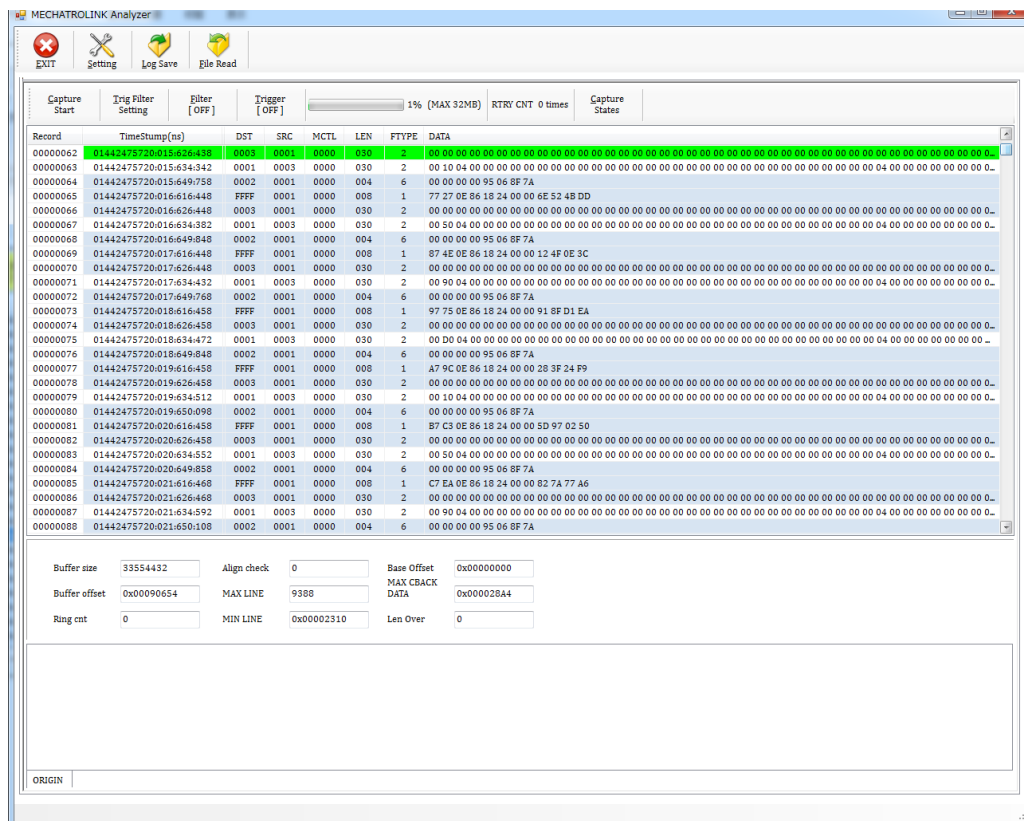 MECHATROLINK Analyzer
EXIT Setting Log Save File Read
Capture Start Trig Filter Setting Filter [ OFF ] Trigger [ OFF ] 1% (MAX 32MB) RTRY CNT 0 times Capture States
Record TimeStump(ns) DST SRC MCTL LEN FTYPE DATA
00000062 01442475720:015:626:438 0003 0001 0000 030 2 00 00 00 00 00 00 00 00 00 00 00 00 00 00 00 00 00 00 00 00 00 00 00 00 00 00 00 00 00 00 00 00 00 00 00 00 00 00 00 00 00 0...
00000063 01442475720:015:634:342 0001 0003 0000 030 2 00 10 04 00 00 00 00 00 00 00 00 00 00 00 00 00 00 00 00 00 00 00 00 00 00 00 00 00 00 00 00 00 00 04 00 00 00 00 00 00 00 0...
00000064 01442475720:015:649:758 0002 0001 0000 004 6 00 00 00 00 95 06 8F 7A
00000065 01442475720:016:616:448 FFFF 0001 0000 008 1 77 27 0E 86 18 24 00 00 6E 52 4B DD
00000066 01442475720:016:626:448 0003 0001 0000 030 2 00 00 00 00 00 00 00 00 00 00 00 00 00 00 00 00 00 00 00 00 00 00 00 00 00 00 00 00 00 00 00 00 00 00 00 00 00 00 00 00 00 0...
00000067 01442475720:016:634:382 0001 0003 0000 030 2 00 50 04 00 00 00 00 00 00 00 00 00 00 00 00 00 00 00 00 00 00 00 00 00 00 00 00 00 00 00 00 00 00 04 00 00 00 00 00 00 00 0...
00000068 01442475720:016:649:848 0002 0001 0000 004 6 00 00 00 00 95 06 8F 7A
00000069 01442475720:017:616:448 FFFF 0001 0000 008 1 87 4E 0E 86 18 24 00 00 12 4F 0E 3C
00000070 01442475720:017:626:448 0003 0001 0000 030 2 00 00 00 00 00 00 00 00 00 00 00 00 00 00 00 00 00 00 00 00 00 00 00 00 00 00 00 00 00 00 00 00 00 00 00 00 00 00 00 00 00 0...
00000071 01442475720:017:634:432 0001 0003 0000 030 2 00 90 04 00 00 00 00 00 00 00 00 00 00 00 00 00 00 00 00 00 00 00 00 00 00 00 00 00 00 00 00 00 00 04 00 00 00 00 00 00 00 0...
00000072 01442475720:017:649:768 0002 0001 0000 004 6 00 00 00 00 95 06 8F 7A
00000073 01442475720:018:616:458 FFFF 0001 0000 008 1 97 75 0E 86 18 24 00 00 91 8F D1 EA
00000074 01442475720:018:626:458 0003 0001 0000 030 2 00 00 00 00 00 00 00 00 00 00 00 00 00 00 00 00 00 00 00 00 00 00 00 00 00 00 00 00 00 00 00 00 00 00 00 00 00 00 00 00 00 0...
00000075 01442475720:018:634:472 0001 0003 0000 030 2 00 D0 04 00 00 00 00 00 00 00 00 00 00 00 00 00 00 00 00 00 00 00 00 00 00 00 00 00 00 00 00 00 00 04 00 00 00 00 00 00 00 ...
00000076 01442475720:018:649:848 0002 0001 0000 004 6 00 00 00 00 95 06 8F 7A
00000077 01442475720:019:616:458 FFFF 0001 0000 008 1 A7 9C 0E 86 18 24 00 00 28 3F 24 F9
00000078 01442475720:019:626:458 0003 0001 0000 030 2 00 00 00 00 00 00 00 00 00 00 00 00 00 00 00 00 00 00 00 00 00 00 00 00 00 00 00 00 00 00 00 00 00 00 00 00 00 00 00 00 00 0...
00000079 01442475720:019:634:512 0001 0003 0000 030 2 00 10 04 00 00 00 00 00 00 00 00 00 00 00 00 00 00 00 00 00 00 00 00 00 00 00 00 00 00 00 00 00 00 04 00 00 00 00 00 00 00 0...
00000080 01442475720:019:650:098 0002 0001 0000 004 6 00 00 00 00 95 06 8F 7A
00000081 01442475720:020:616:458 FFFF 0001 0000 008 1 B7 C3 0E 86 18 24 00 00 5D 97 02 50
00000082 01442475720:020:626:458 0003 0001 0000 030 2 00 00 00 00 00 00 00 00 00 00 00 00 00 00 00 00 00 00 00 00 00 00 00 00 00 00 00 00 00 00 00 00 00 00 00 00 00 00 00 00 00 0...
00000083 01442475720:020:634:552 0001 0003 0000 030 2 00 50 04 00 00 00 00 00 00 00 00 00 00 00 00 00 00 00 00 00 00 00 00 00 00 00 00 00 00 00 00 00 00 04 00 00 00 00 00 00 00 0...
00000084 01442475720:020:649:858 0002 0001 0000 004 6 00 00 00 00 95 06 8F 7A
00000085 01442475720:021:616:468 FFFF 0001 0000 008 1 C7 EA 0E 86 18 24 00 00 82 7A 77 A6
00000086 01442475720:021:626:468 0003 0001 0000 030 2 00 00 00 00 00 00 00 00 00 00 00 00 00 00 00 00 00 00 00 00 00 00 00 00 00 00 00 00 00 00 00 00 00 00 00 00 00 00 00 00 00 0...
00000087 01442475720:021:634:592 0001 0003 0000 030 2 00 90 04 00 00 00 00 00 00 00 00 00 00 00 00 00 00 00 00 00 00 00 00 00 00 00 00 00 00 00 00 00 00 04 00 00 00 00 00 00 00 0...
00000088 01442475720:021:650:108 0002 0001 0000 004 6 00 00 00 00 95 06 8F 7A
Buffer size 33554432 Align check 0 Base Offset 0x00000000
Buffer offset 0x00090654 MAX LINE 9388 MAX CBACK DATA 0x000028A4
Ring cnt 0 MIN LINE 0x00002310 Len Over 0
ORIGIN